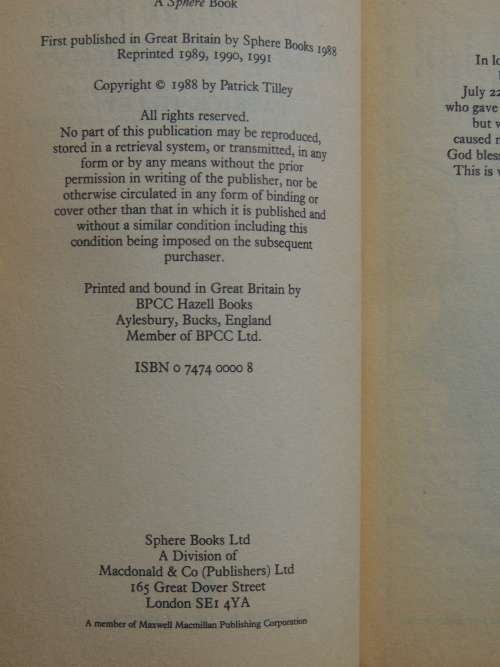 A Sphere Book
First published in Great Britain by Sphere Books 1988
Reprinted 1989, 1990, 1991
Copyright © 1988 by Patrick Tilley
All rights reserved.
No part of this publication may be reproduced,
stored in a retrieval system, or transmitted, in any
form or by any means without the prior
permission in writing of the publisher, nor be
otherwise circulated in any form of binding or
cover other than that in which it is published and
without a similar condition including this
condition being imposed on the subsequent
purchaser.
Printed and bound in Great Britain by
BPCC Hazell Books
Aylesbury, Bucks, England
Member of BPCC Ltd.
ISBN 0 7474 0000 8
Sphere Books Ltd
A Division of
Macdonald & Co (Publishers) Ltd
165 Great Dover Street
London SE1 4YA
A member of Maxwell Macmillan Publishing Corporation
In
July 22
who gave
but
caused
God
This is